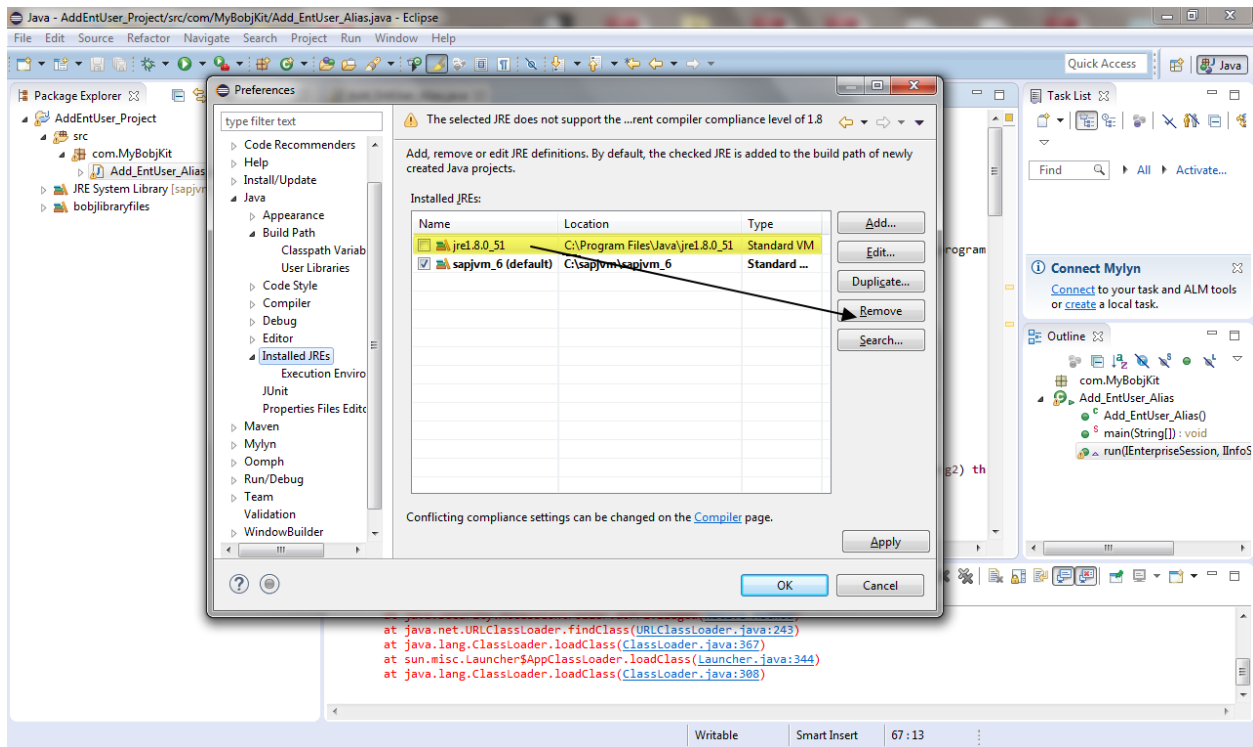 Java - AddEntUser_Project/src/com/MyBobjKit/Add_EntUser_Alias.java - Eclipse
File Edit Source Refactor Navigate Search Project Run Window Help
Quick Access
Java
Package Explorer
AddEntUser_Project
src
com.MyBobjKit
Add_EntUser_Alias
JRE System Library [sapjvr
bobjlibraryfiles
Preferences
type filter text
Code Recommenders
Help
Install/Update
Java
Appearance
Build Path
Classpath Variab
User Libraries
Code Style
Compiler
Debug
Editor
Installed JREs
Execution Enviro
JUnit
Properties Files Edito
Maven
Mylyn
Oomph
Run/Debug
Team
Validation
WindowBuilder
The selected JRE does not support the ...rent compiler compliance level of 1.8
Add, remove or edit JRE definitions. By default, the checked JRE is added to the build path of newly
created Java projects.
Installed JREs:
Name Location Type
jre1.8.0_51 C:\Program Files\Java\jre1.8.0_51 Standard VM
sapjvm_6 (default) C:\sapjvm\sapjvm_6 Standard ...
Add...
Edit...
Duplicate...
Remove
Search...
Conflicting compliance settings can be changed on the Compiler page.
Apply
OK Cancel
rogram
g2) th
Task List
Find All Activate...
Connect Mylyn
Connect to your task and ALM tools
or create a local task.
Outline
com.MyBobjKit
Add_EntUser_Alias
Add_EntUser_Alias()
main(String[]) : void
run(IEnterpriseSession, IInfoS
at java.net.URLClassLoader.findClass(URLClassLoader.java:243)
at java.lang.ClassLoader.loadClass(ClassLoader.java:367)
at sun.misc.Launcher$AppClassLoader.loadClass(Launcher.java:344)
at java.lang.ClassLoader.loadClass(ClassLoader.java:308)
Writable Smart Insert 67 : 13